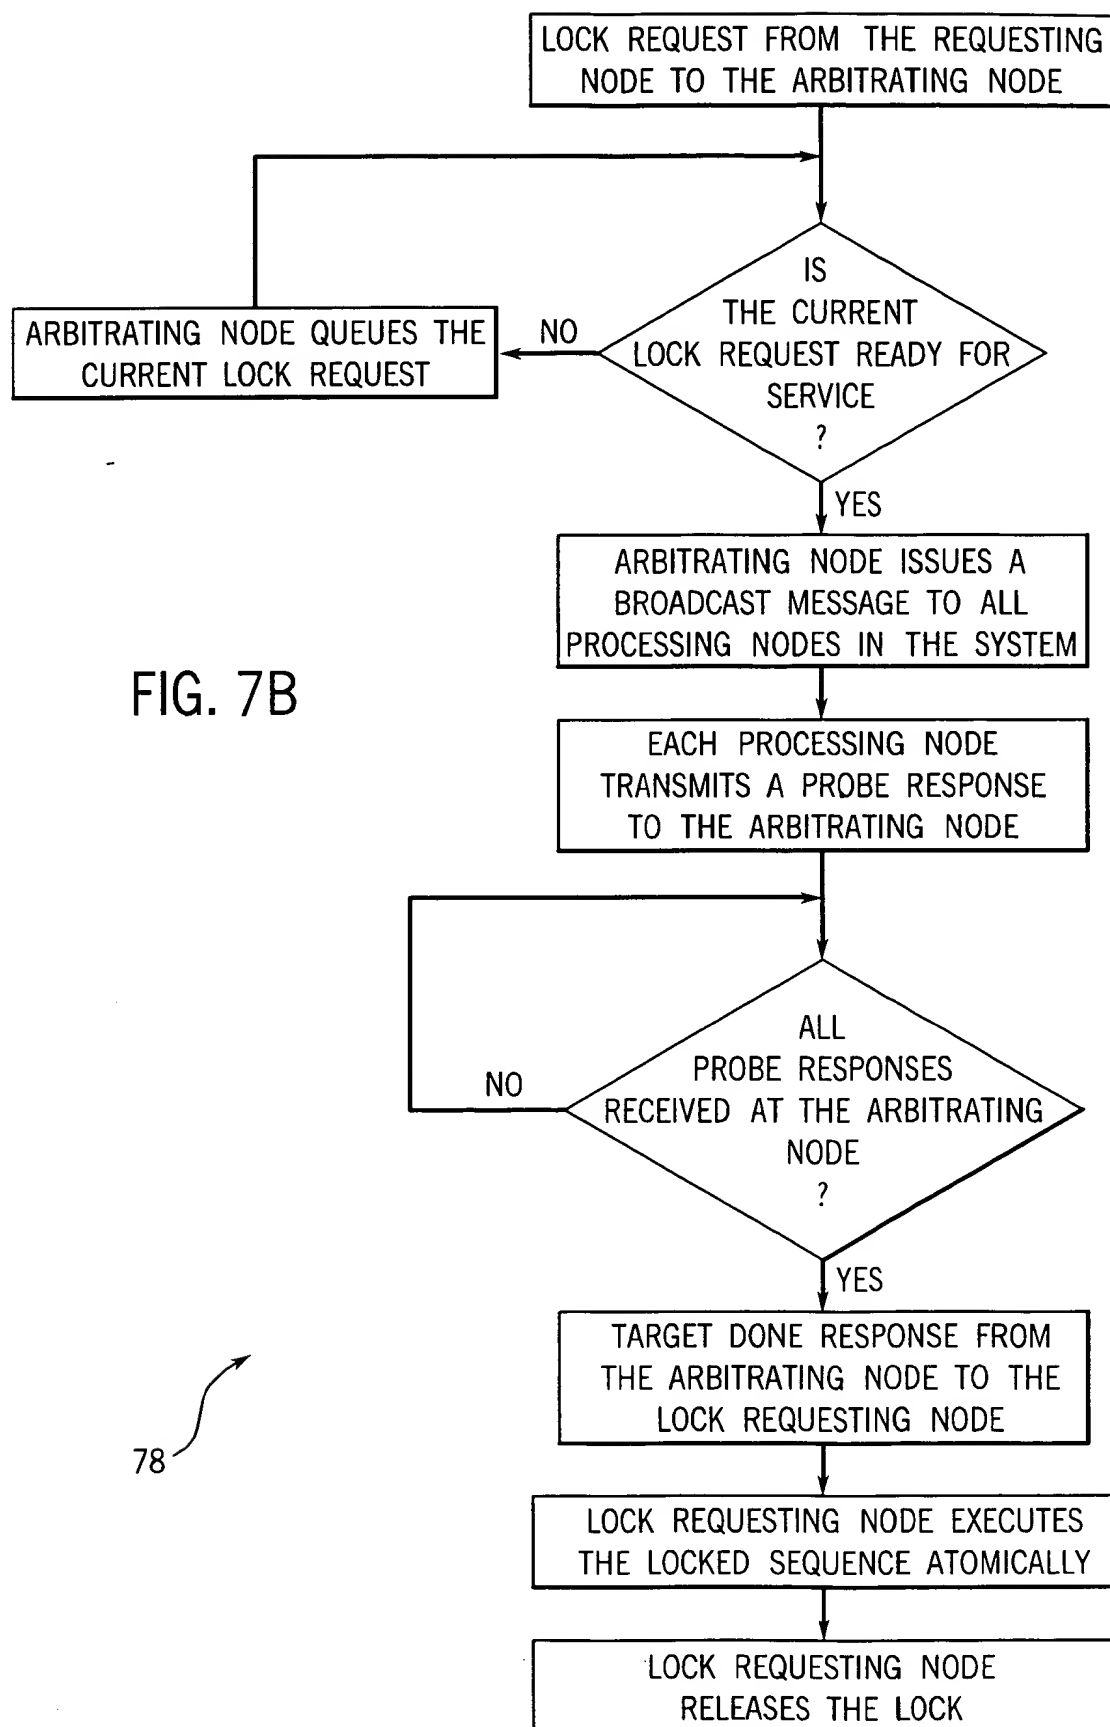 LOCK REQUEST FROM THE REQUESTING
NODE TO THE ARBITRATING NODE
IS
THE CURRENT
LOCK REQUEST READY FOR
SERVICE
?
NO
ARBITRATING NODE QUEUES THE
CURRENT LOCK REQUEST
YES
ARBITRATING NODE ISSUES A
BROADCAST MESSAGE TO ALL
PROCESSING NODES IN THE SYSTEM
FIG. 7B
EACH PROCESSING NODE
TRANSMITS A PROBE RESPONSE
TO THE ARBITRATING NODE
ALL
PROBE RESPONSES
RECEIVED AT THE ARBITRATING
NODE
?
NO
YES
TARGET DONE RESPONSE FROM
THE ARBITRATING NODE TO THE
LOCK REQUESTING NODE
78
LOCK REQUESTING NODE EXECUTES
THE LOCKED SEQUENCE ATOMICALLY
LOCK REQUESTING NODE
RELEASES THE LOCK